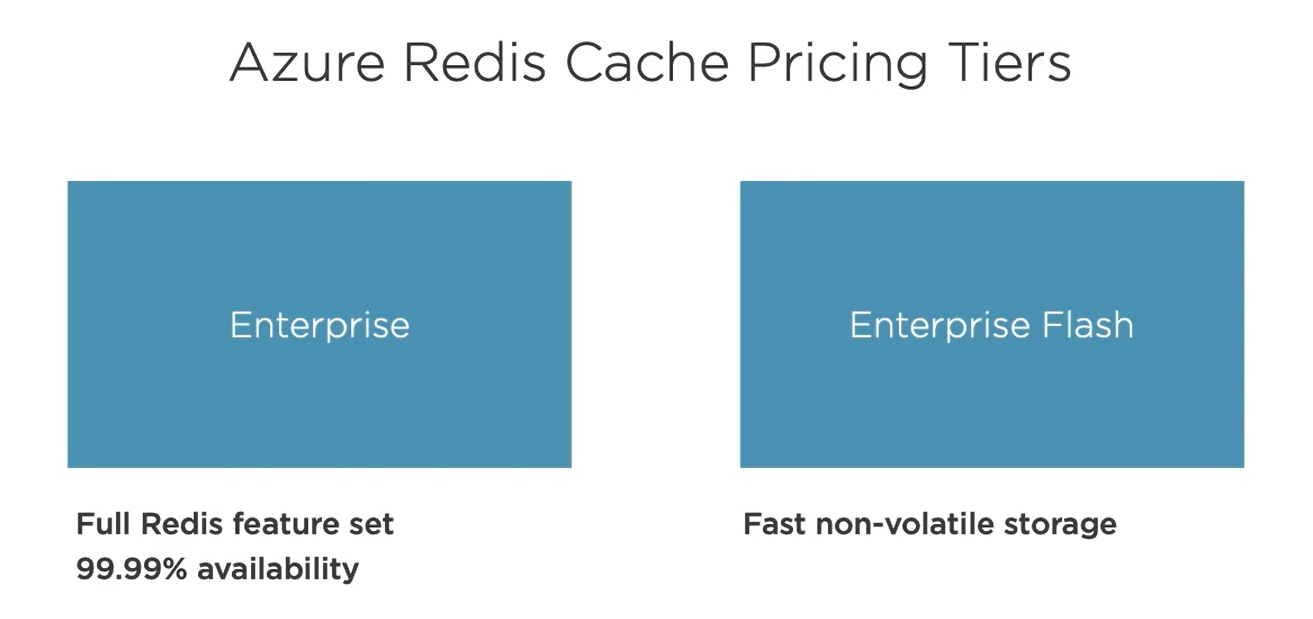 Azure Redis Cache Pricing Tiers
Enterprise
Enterprise Flash
Full Redis feature set
99.99% availability
Fast non-volatile storage